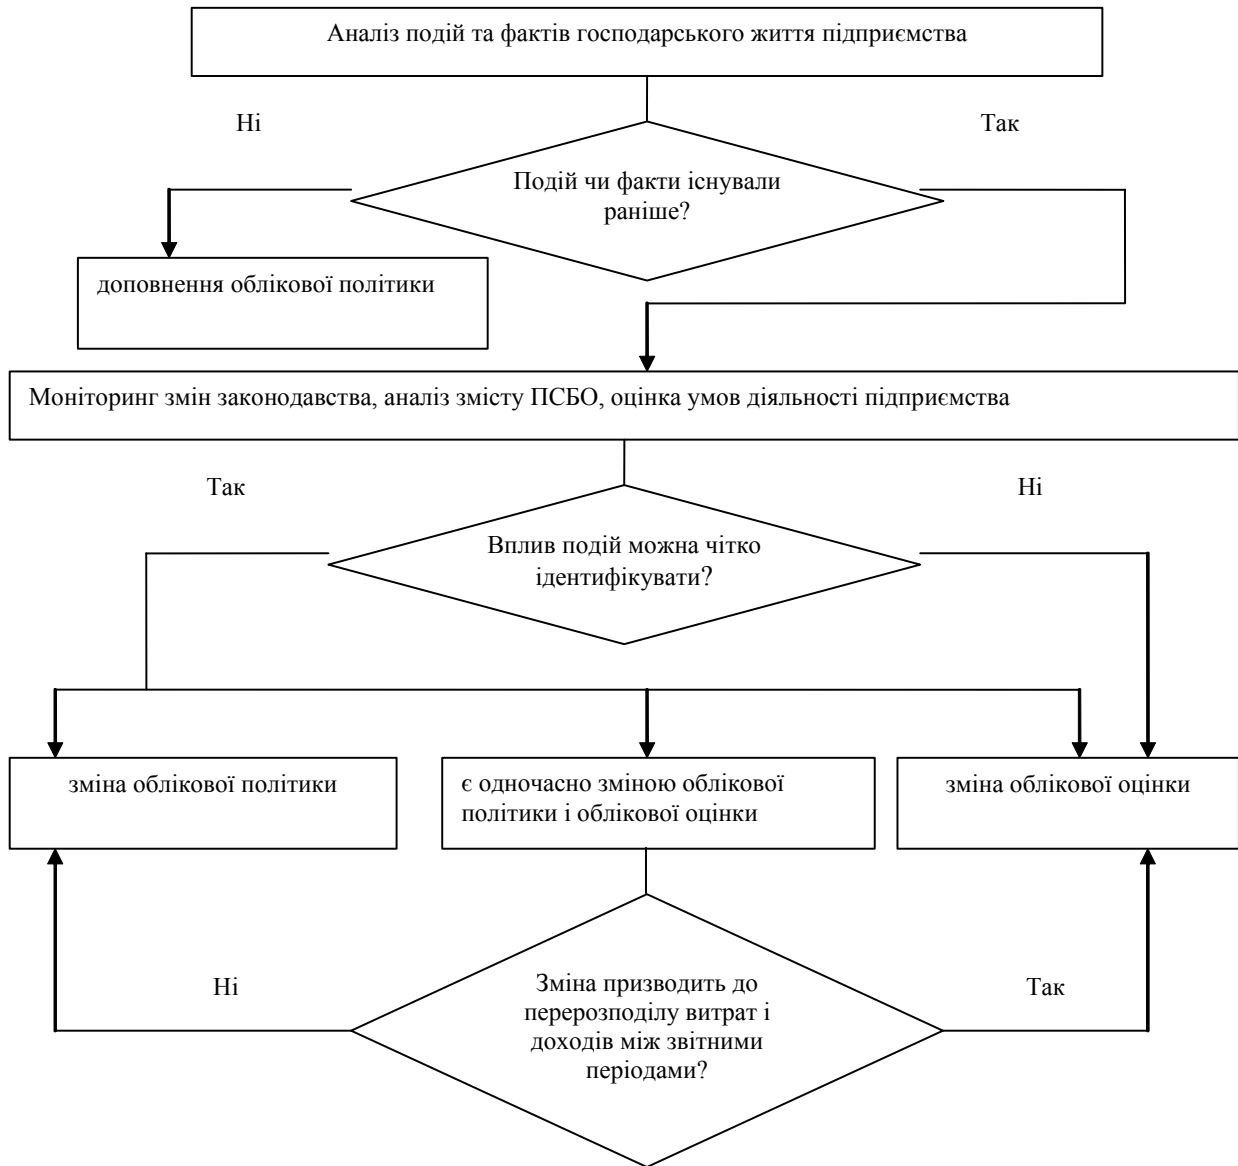 Аналіз подій та фактів господарського життя підприємства
Ні
Так
Подій чи факти існували
раніше?
доповнення облікової політики
Моніторинг змін законодавства, аналіз змісту ПСБО, оцінка умов діяльності підприємства
Так
Ні
Вплив подій можна чітко
ідентифікувати?
зміна облікової політики
є одночасно зміною облікової
політики і облікової оцінки
зміна облікової оцінки
Ні
Зміна призводить до
перерозподілу витрат і
доходів між звітними
періодами?
Так